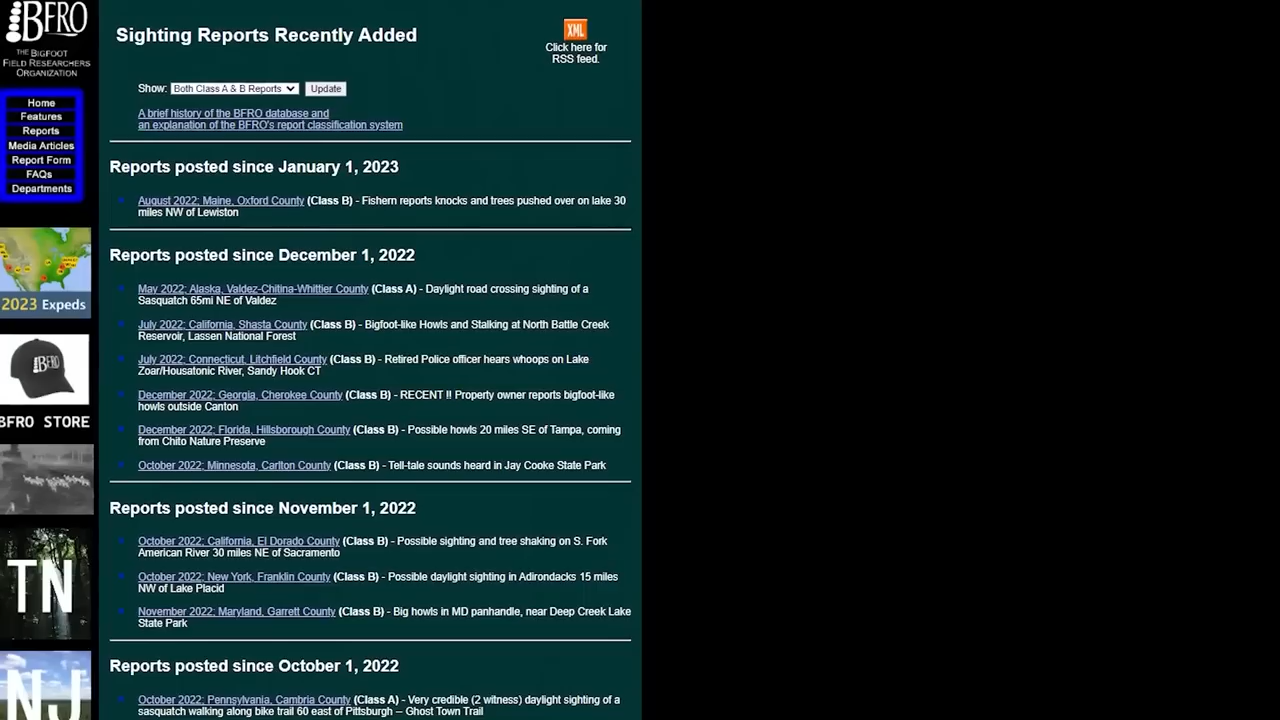 BFRO
THE BIGFOOT
FIELD RESEARCHERS
ORGANIZATION
Home
Features
Reports
Media Articles
Report Form
FAQs
Departments
2023 Expeds
BFRO
BFRO STORE
TN
NJ
Sighting Reports Recently Added
XML
Click here for
RSS feed.
Show: Both Class A & B Reports Update
A brief history of the BFRO database and
an explanation of the BFRO's report classification system
Reports posted since January 1, 2023
August 2022; Maine, Oxford County (Class B) - Fishern reports knocks and trees pushed over on lake 30
miles NW of Lewiston
Reports posted since December 1, 2022
May 2022; Alaska, Valdez-Chitina-Whittier County (Class A) - Daylight road crossing sighting of a
Sasquatch 65mi NE of Valdez
July 2022; California, Shasta County (Class B) - Bigfoot-like Howls and Stalking at North Battle Creek
Reservoir, Lassen National Forest
July 2022; Connecticut, Litchfield County (Class B) - Retired Police officer hears whoops on Lake
Zoar/Housatonic River, Sandy Hook CT
December 2022; Georgia, Cherokee County (Class B) - RECENT !! Property owner reports bigfoot-like
howls outside Canton
December 2022; Florida, Hillsborough County (Class B) - Possible howls 20 miles SE of Tampa, coming
from Chito Nature Preserve
October 2022; Minnesota, Carlton County (Class B) - Tell-tale sounds heard in Jay Cooke State Park
Reports posted since November 1, 2022
October 2022; California, El Dorado County (Class B) - Possible sighting and tree shaking on S. Fork
American River 30 miles NE of Sacramento
October 2022; New York, Franklin County (Class B) - Possible daylight sighting in Adirondacks 15 miles
NW of Lake Placid
November 2022; Maryland, Garrett County (Class B) - Big howls in MD panhandle, near Deep Creek Lake
State Park
Reports posted since October 1, 2022
October 2022; Pennsylvania, Cambria County (Class A) - Very credible (2 witness) daylight sighting of a
sasquatch walking along bike trail 60 east of Pittsburgh -- Ghost Town Trail